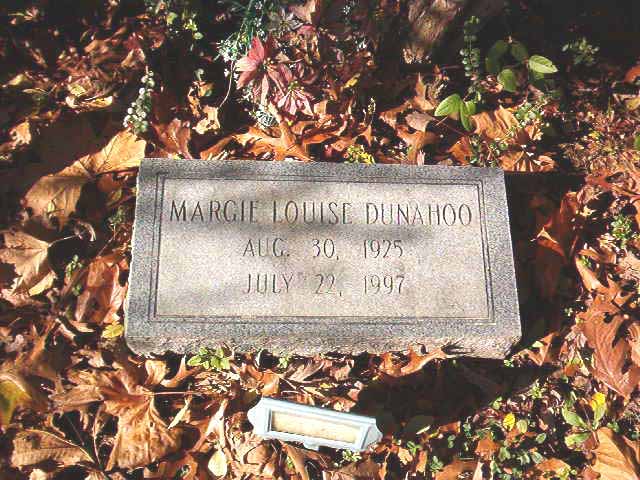 MARGIE LOUISE DUNAHOO
AUG. 30, 1925
JULY 22, 1997